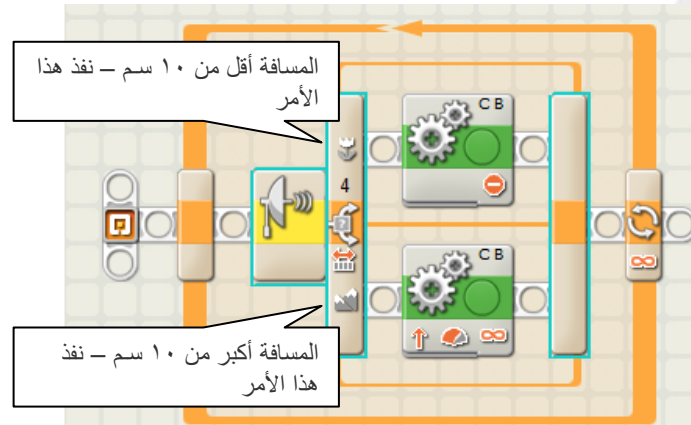 المسافة أقل من ١٠ سم – نفذ هذا
الأمر
C B
4
C B
المسافة أكبر من ١٠ سم – نفذ
هذا الأمر